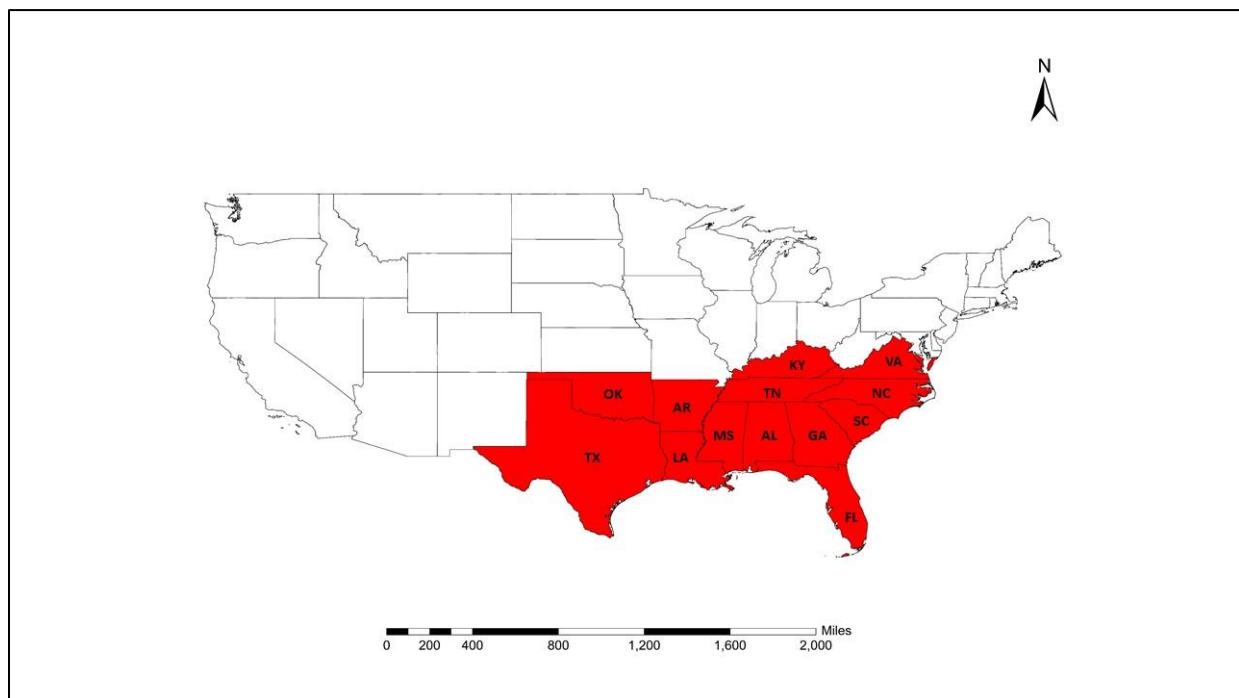 N
KY
VA
OK
TN
NC
AR
SC
MS
AL
GA
TX
LA
FL
Miles
0 200 400 800 1,200 1,600 2,000